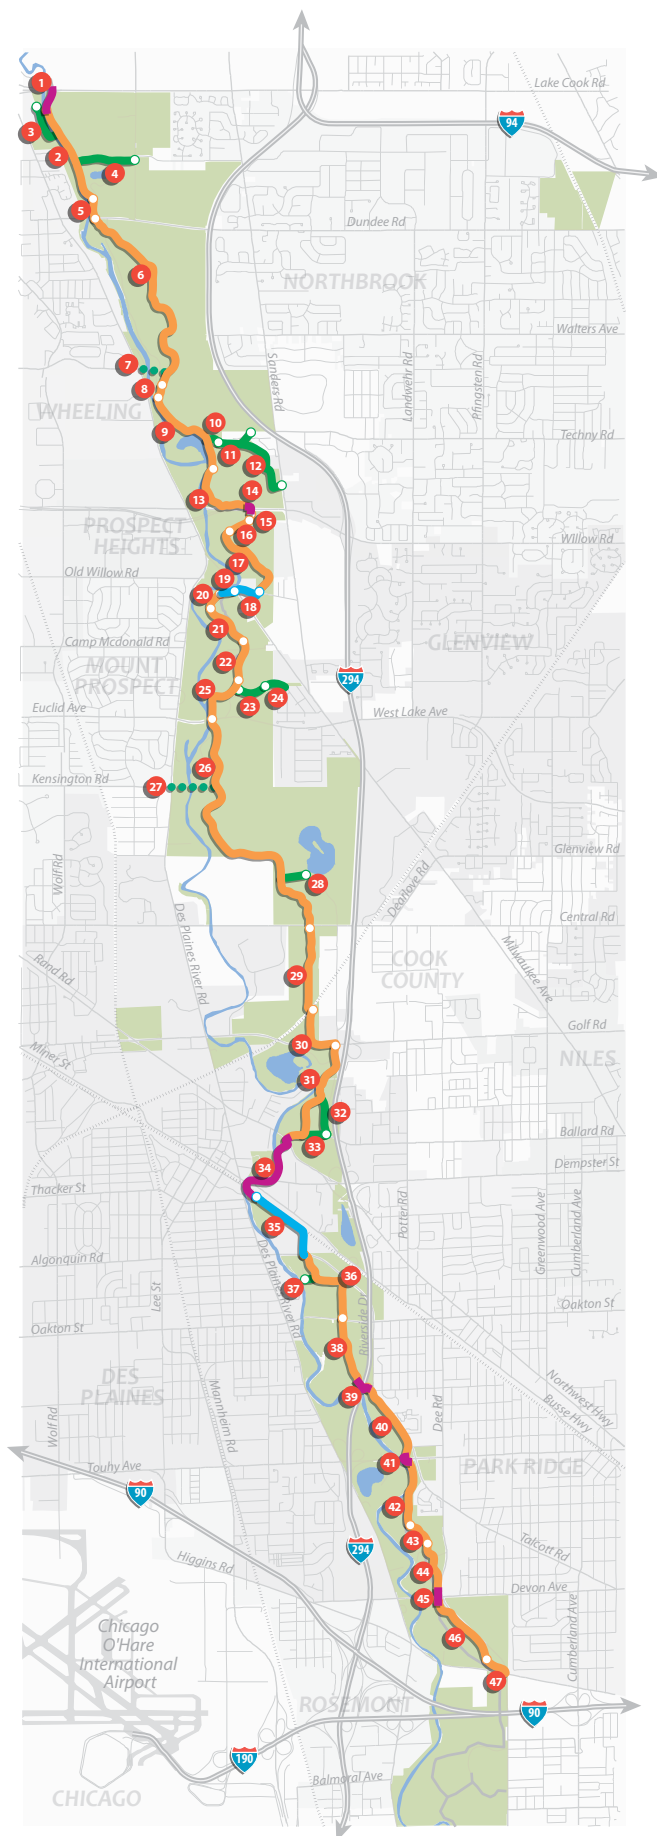 1
Lake Cook Rd
94
3
2
4
5
Dundee Rd
6
NORTHBROOK
Walters Ave
7
8
Sanders Rd
Landwehr Rd
Pfingsten Rd
WHEELING
10
9
Techny Rd
11
12
14
13
15
PROSPECT
HEIGHTS
16
Willow Rd
17
Old Willow Rd
19
20
18
21
Camp Mcdonald Rd
GLENVIEW
22
MOUNT
PROSPECT
294
25
24
23
Euclid Ave
West Lake Ave
26
Kensington Rd
27
Glenview Rd
Wolf Rd
28
Dearlove Rd
Central Rd
Des Plaines River Rd
Milwaukee Ave
COOK
COUNTY
Rand Rd
29
Golf Rd
30
Miner St
NILES
31
32
Ballard Rd
33
Dempster St
34
Thacker St
Potter Rd
Greenwood Ave
Cumberland Ave
35
Algonquin Rd
Des Plaines River Rd
36
37
Lee St
Oakton St
Riverside Dr
Oakton St
38
DES
PLAINES
39
Northwest Hwy
Busse Hwy
Mannheim Rd
Dee Rd
Wolf Rd
40
41
Touhy Ave
PARK RIDGE
90
42
43
Talcott Rd
294
Higgins Rd
44
Devon Ave
45
Chicago
O'Hare
International
Airport
46
Cumberland Ave
47
ROSEMONT
90
190
Balmoral Ave
CHICAGO